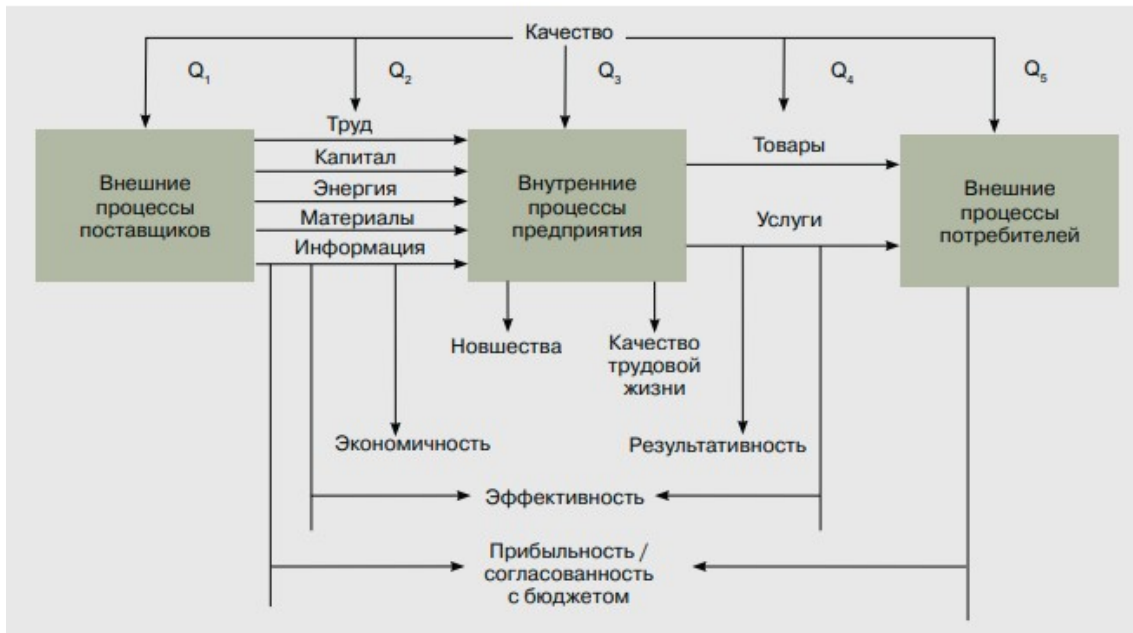 Качество
Q1
Q2
Q3
Q4
Q5
Внешние
процессы
поставщиков
Труд
Капитал
Энергия
Материалы
Информация
Внутренние
процессы
предприятия
Товары
Услуги
Внешние
процессы
потребителей
Новшества
Качество
трудовой
жизни
Экономичность
Результативность
Эффективность
Прибыльность /
согласованность
с бюджетом